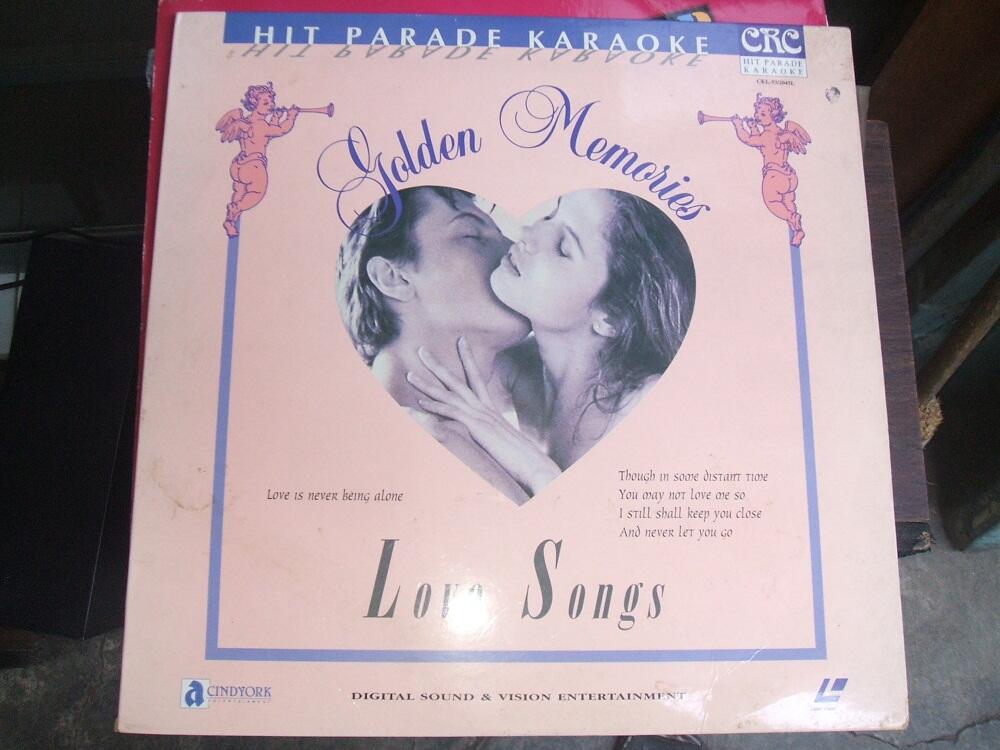 HIT PARADE KARAOKE
HIT PARADE KARAOKE
CRC
HIT PARADE
KARAOKE
Golden Memories
Love is never being alone
Though in some distant time
You may not love me so
I still shall keep you close
And never let you go
Love Songs
a CINDYORK
ENTERTAINMENT
DIGITAL SOUND & VISION ENTERTAINMENT